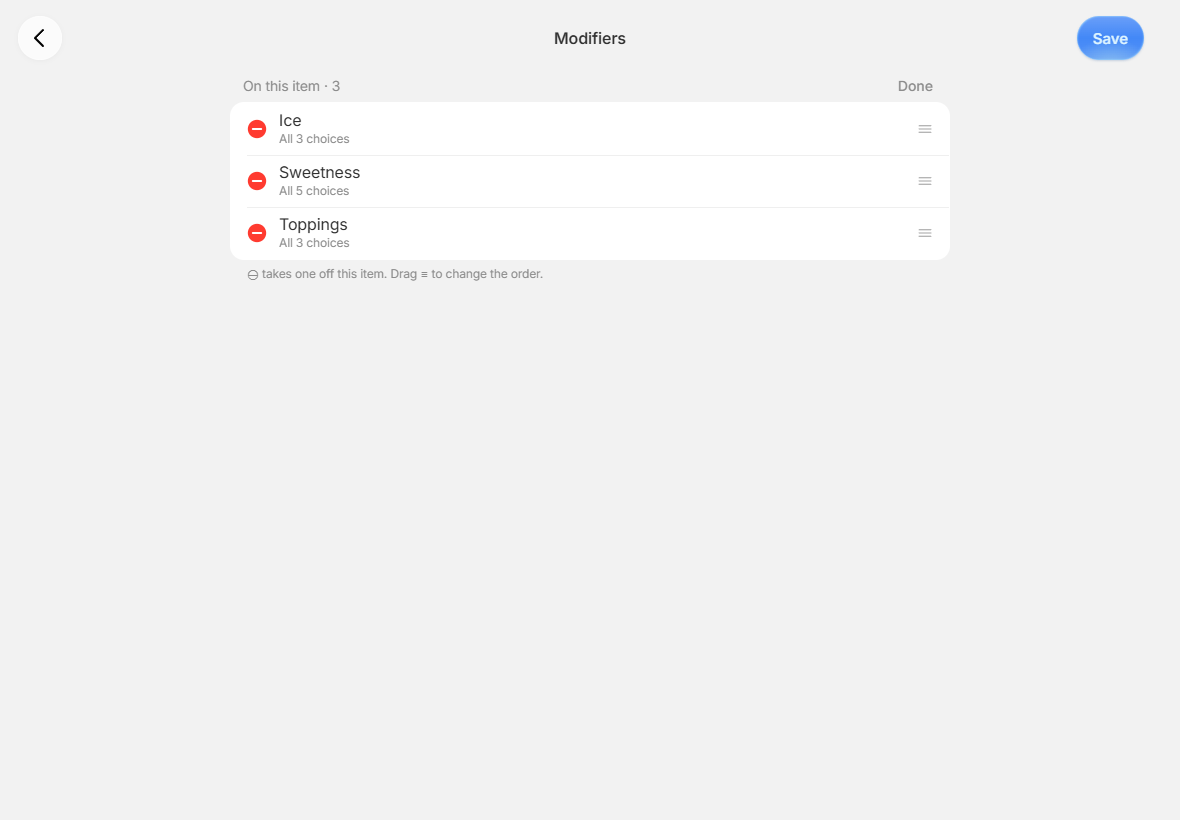 Modifiers
Save
On this item · 3
Done
Ice
All 3 choices
Sweetness
All 5 choices
Toppings
All 3 choices
⊖ takes one off this item. Drag ≡ to change the order.